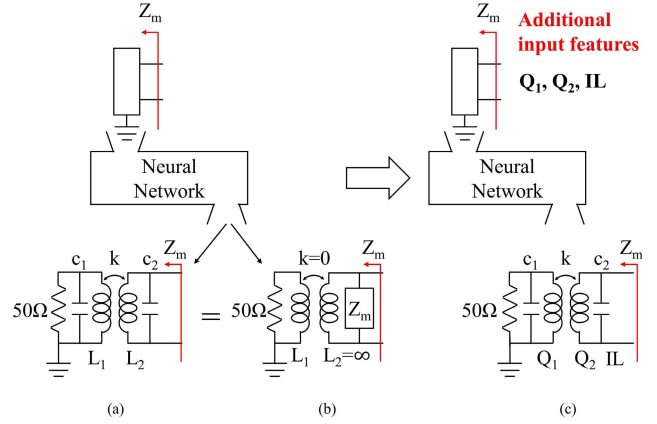 Zₘ
Zₘ
Additional
input features
Q₁, Q₂, IL
Neural
Network
Neural
Network
c₁
k
c₂
Zₘ
50Ω
L₁
L₂
=
k=0
Zₘ
50Ω
Zₘ
L₁
L₂=∞
c₁
k
c₂
Zₘ
50Ω
Q₁
Q₂
IL
(a)
(b)
(c)